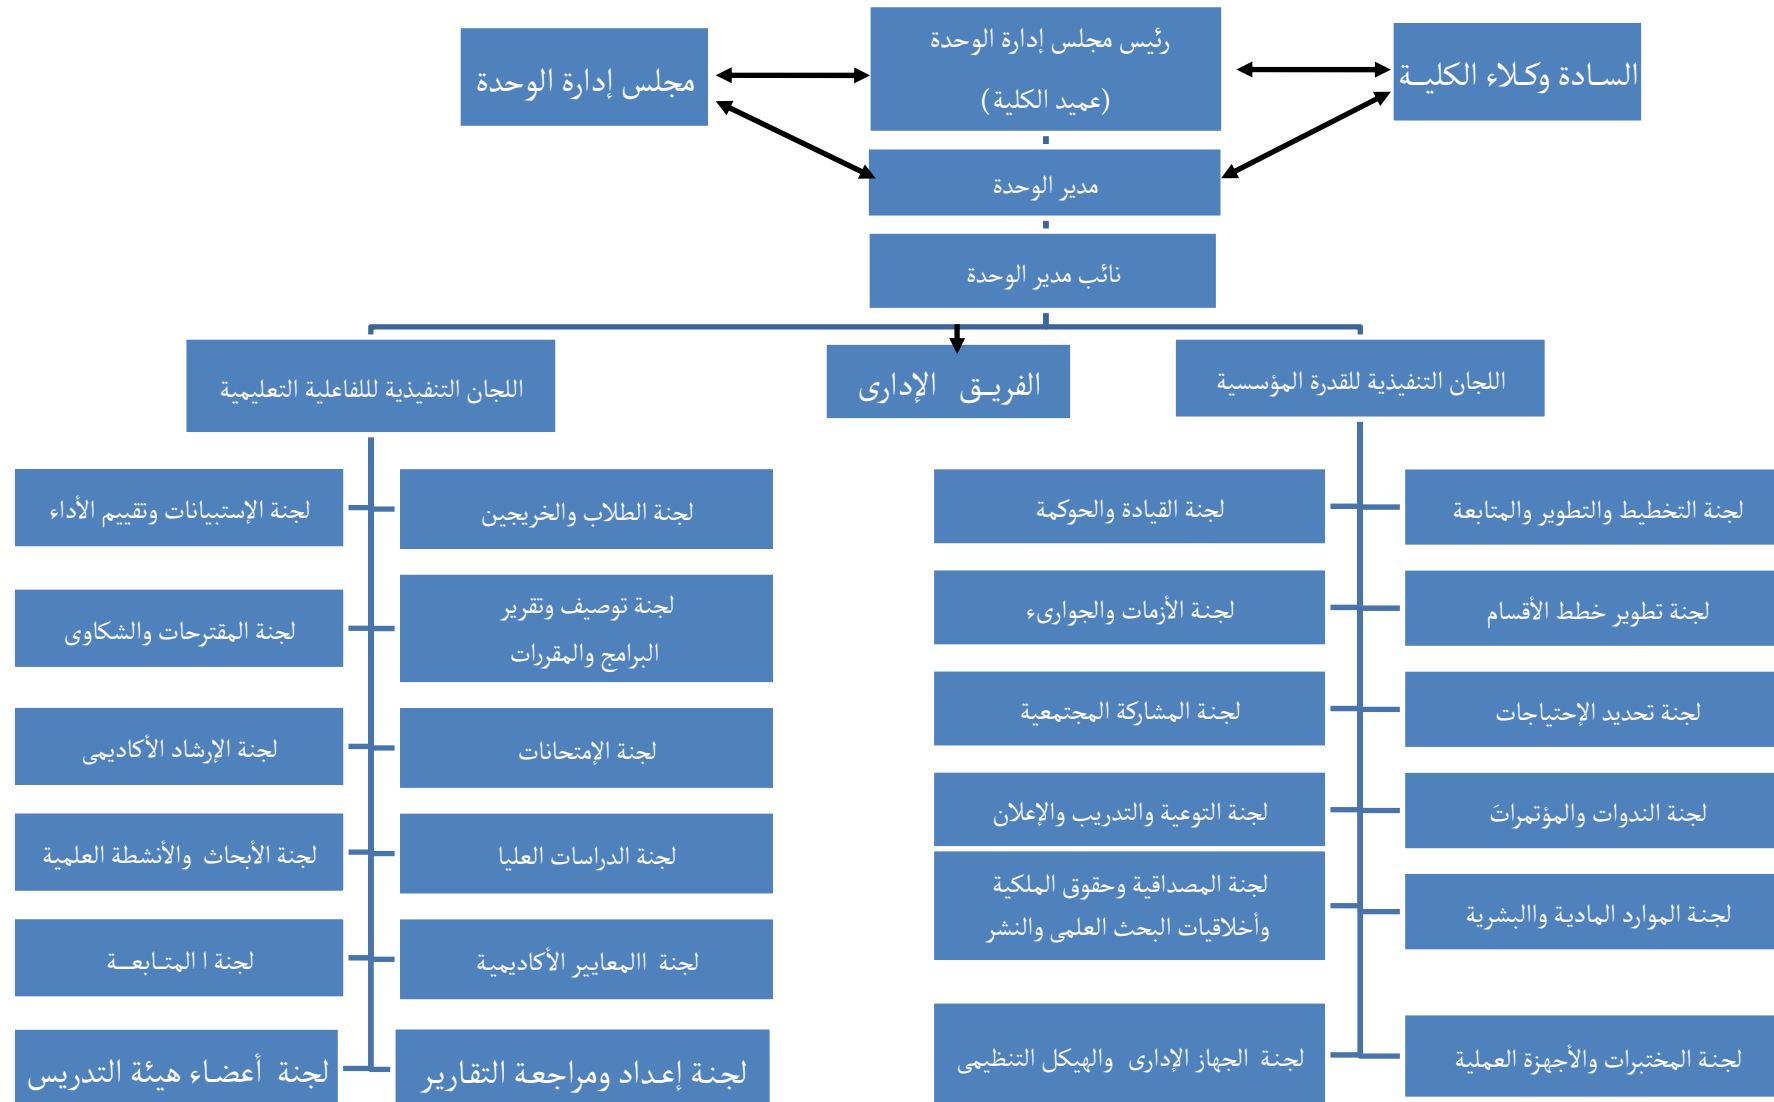 السـادة وكـلاء الكليــة
رئيس مجلس إدارة الوحدة
(عميد الكلية)
مجلس إدارة الوحدة
مدير الوحدة
نائب مدير الوحدة
اللجان التنفيذية للقدرة المؤسسية
الفريـق الإدارى
اللجان التنفيذية لللفاعلية التعليمية
لجنة التخطيط والتطوير والمتابعة
لجنة القيادة والحوكمة
لجنة تطوير خطط الأقسام
لجنة الأزمات والجوارىء
لجنة تحديد الإحتياجات
لجنة المشاركة المجتمعية
لجنة الندوات والمؤتمراتَ
لجنة التوعية والتدريب والإعلان
لجنة الموارد المادية واالبشرية
لجنة المصداقية وحقوق الملكية
وأخلاقيات البحث العلمى والنشر
لجنة المختبرات والأجهزة العملية
لجنة الجهاز الإدارى والهيكل التنظيمى
لجنة الطلاب والخريجين
لجنة الإستبيانات وتقييم الأداء
لجنة توصيف وتقرير
البرامج والمقررات
لجنة المقترحات والشكاوى
لجنة الإمتحانات
لجنة الإرشاد الأكاديمى
لجنة الدراسات العليا
لجنة الأبحاث والأنشطة العلمية
لجنة االمعايير الأكاديمية
لجنة ا المتـابعــة
لجنة إعداد ومراجعة التقارير
لجنة أعضاء هيئة التدريس